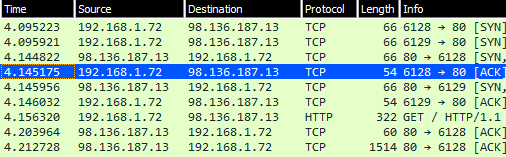 Time Source Destination Protocol Length Info
4.095223 192.168.1.72 98.136.187.13 TCP 66 6128 → 80 [SYN]
4.095921 192.168.1.72 98.136.187.13 TCP 66 6129 → 80 [SYN]
4.144822 98.136.187.13 192.168.1.72 TCP 66 80 → 6128 [SYN,
4.145175 192.168.1.72 98.136.187.13 TCP 54 6128 → 80 [ACK]
4.145956 98.136.187.13 192.168.1.72 TCP 66 80 → 6129 [SYN,
4.146032 192.168.1.72 98.136.187.13 TCP 54 6129 → 80 [ACK]
4.156320 192.168.1.72 98.136.187.13 HTTP 322 GET / HTTP/1.1
4.203964 98.136.187.13 192.168.1.72 TCP 60 80 → 6128 [ACK]
4.212728 98.136.187.13 192.168.1.72 TCP 1514 80 → 6128 [ACK]